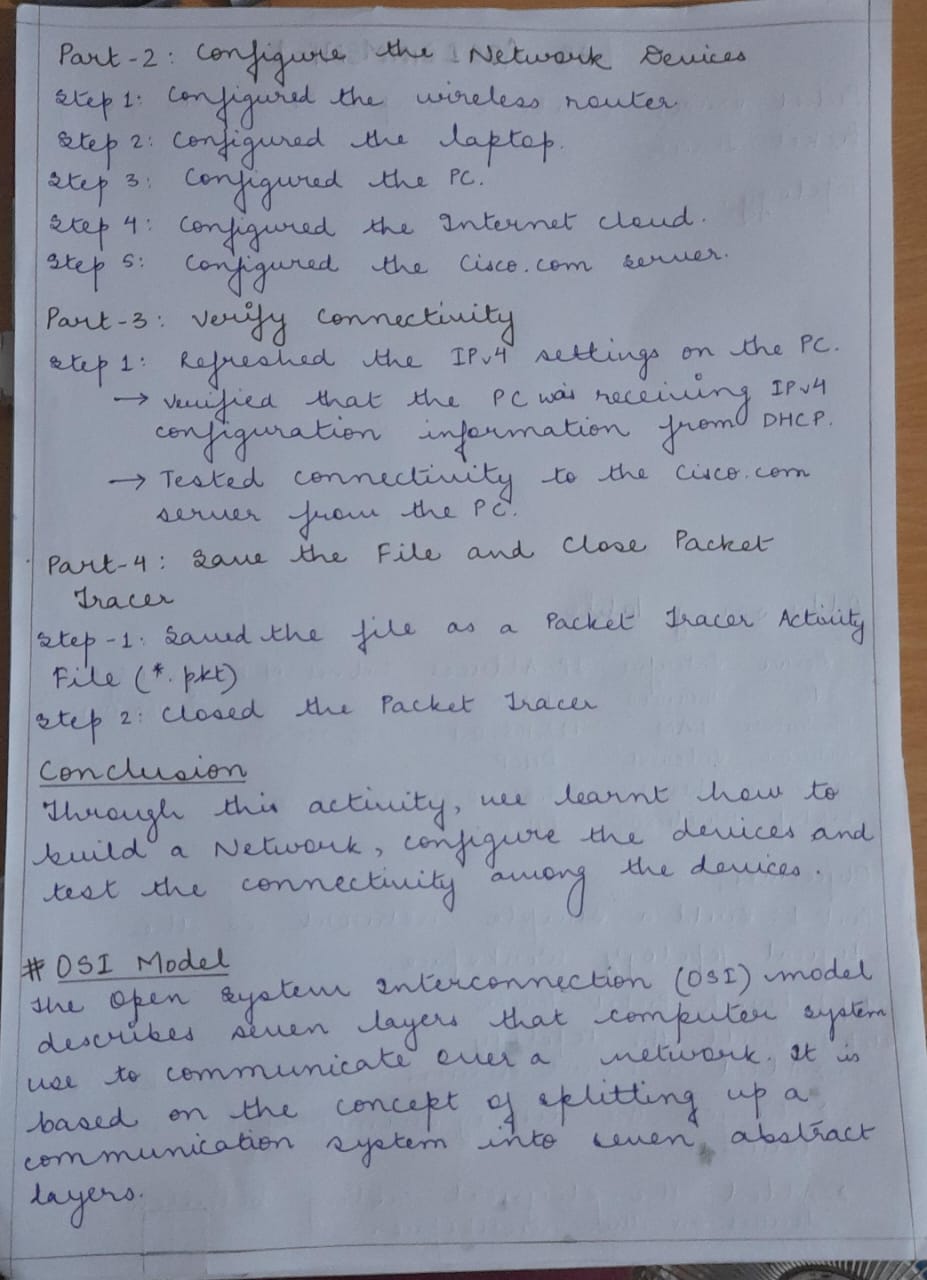 Part-2: Configure the Network Devices
Step 1: Configured the wireless router
Step 2: Configured the laptop.
Step 3: Configured the PC.
Step 4: Configured the Internet cloud.
Step 5: Configured the Cisco.com server.
Part-3: Verify Connectivity
Step 1: Refreshed the IPv4 settings on the PC.
→ Verified that the PC was receiving IPv4
configuration information from DHCP.
→ Tested connectivity to the Cisco.com
server from the PC.
Part-4: Save the File and Close Packet
Tracer
Step-1: Saved the file as a Packet Tracer Activity
File (*.pkt)
Step 2: Closed the Packet Tracer
Conclusion
Through this activity, we learnt how to
build a Network, configure the devices and
test the connectivity among the devices.
# OSI Model
The Open System Interconnection (OSI) model
describes seven layers that computer system
use to communicate over a network. It is
based on the concept of splitting up a
communication system into seven abstract
layers.